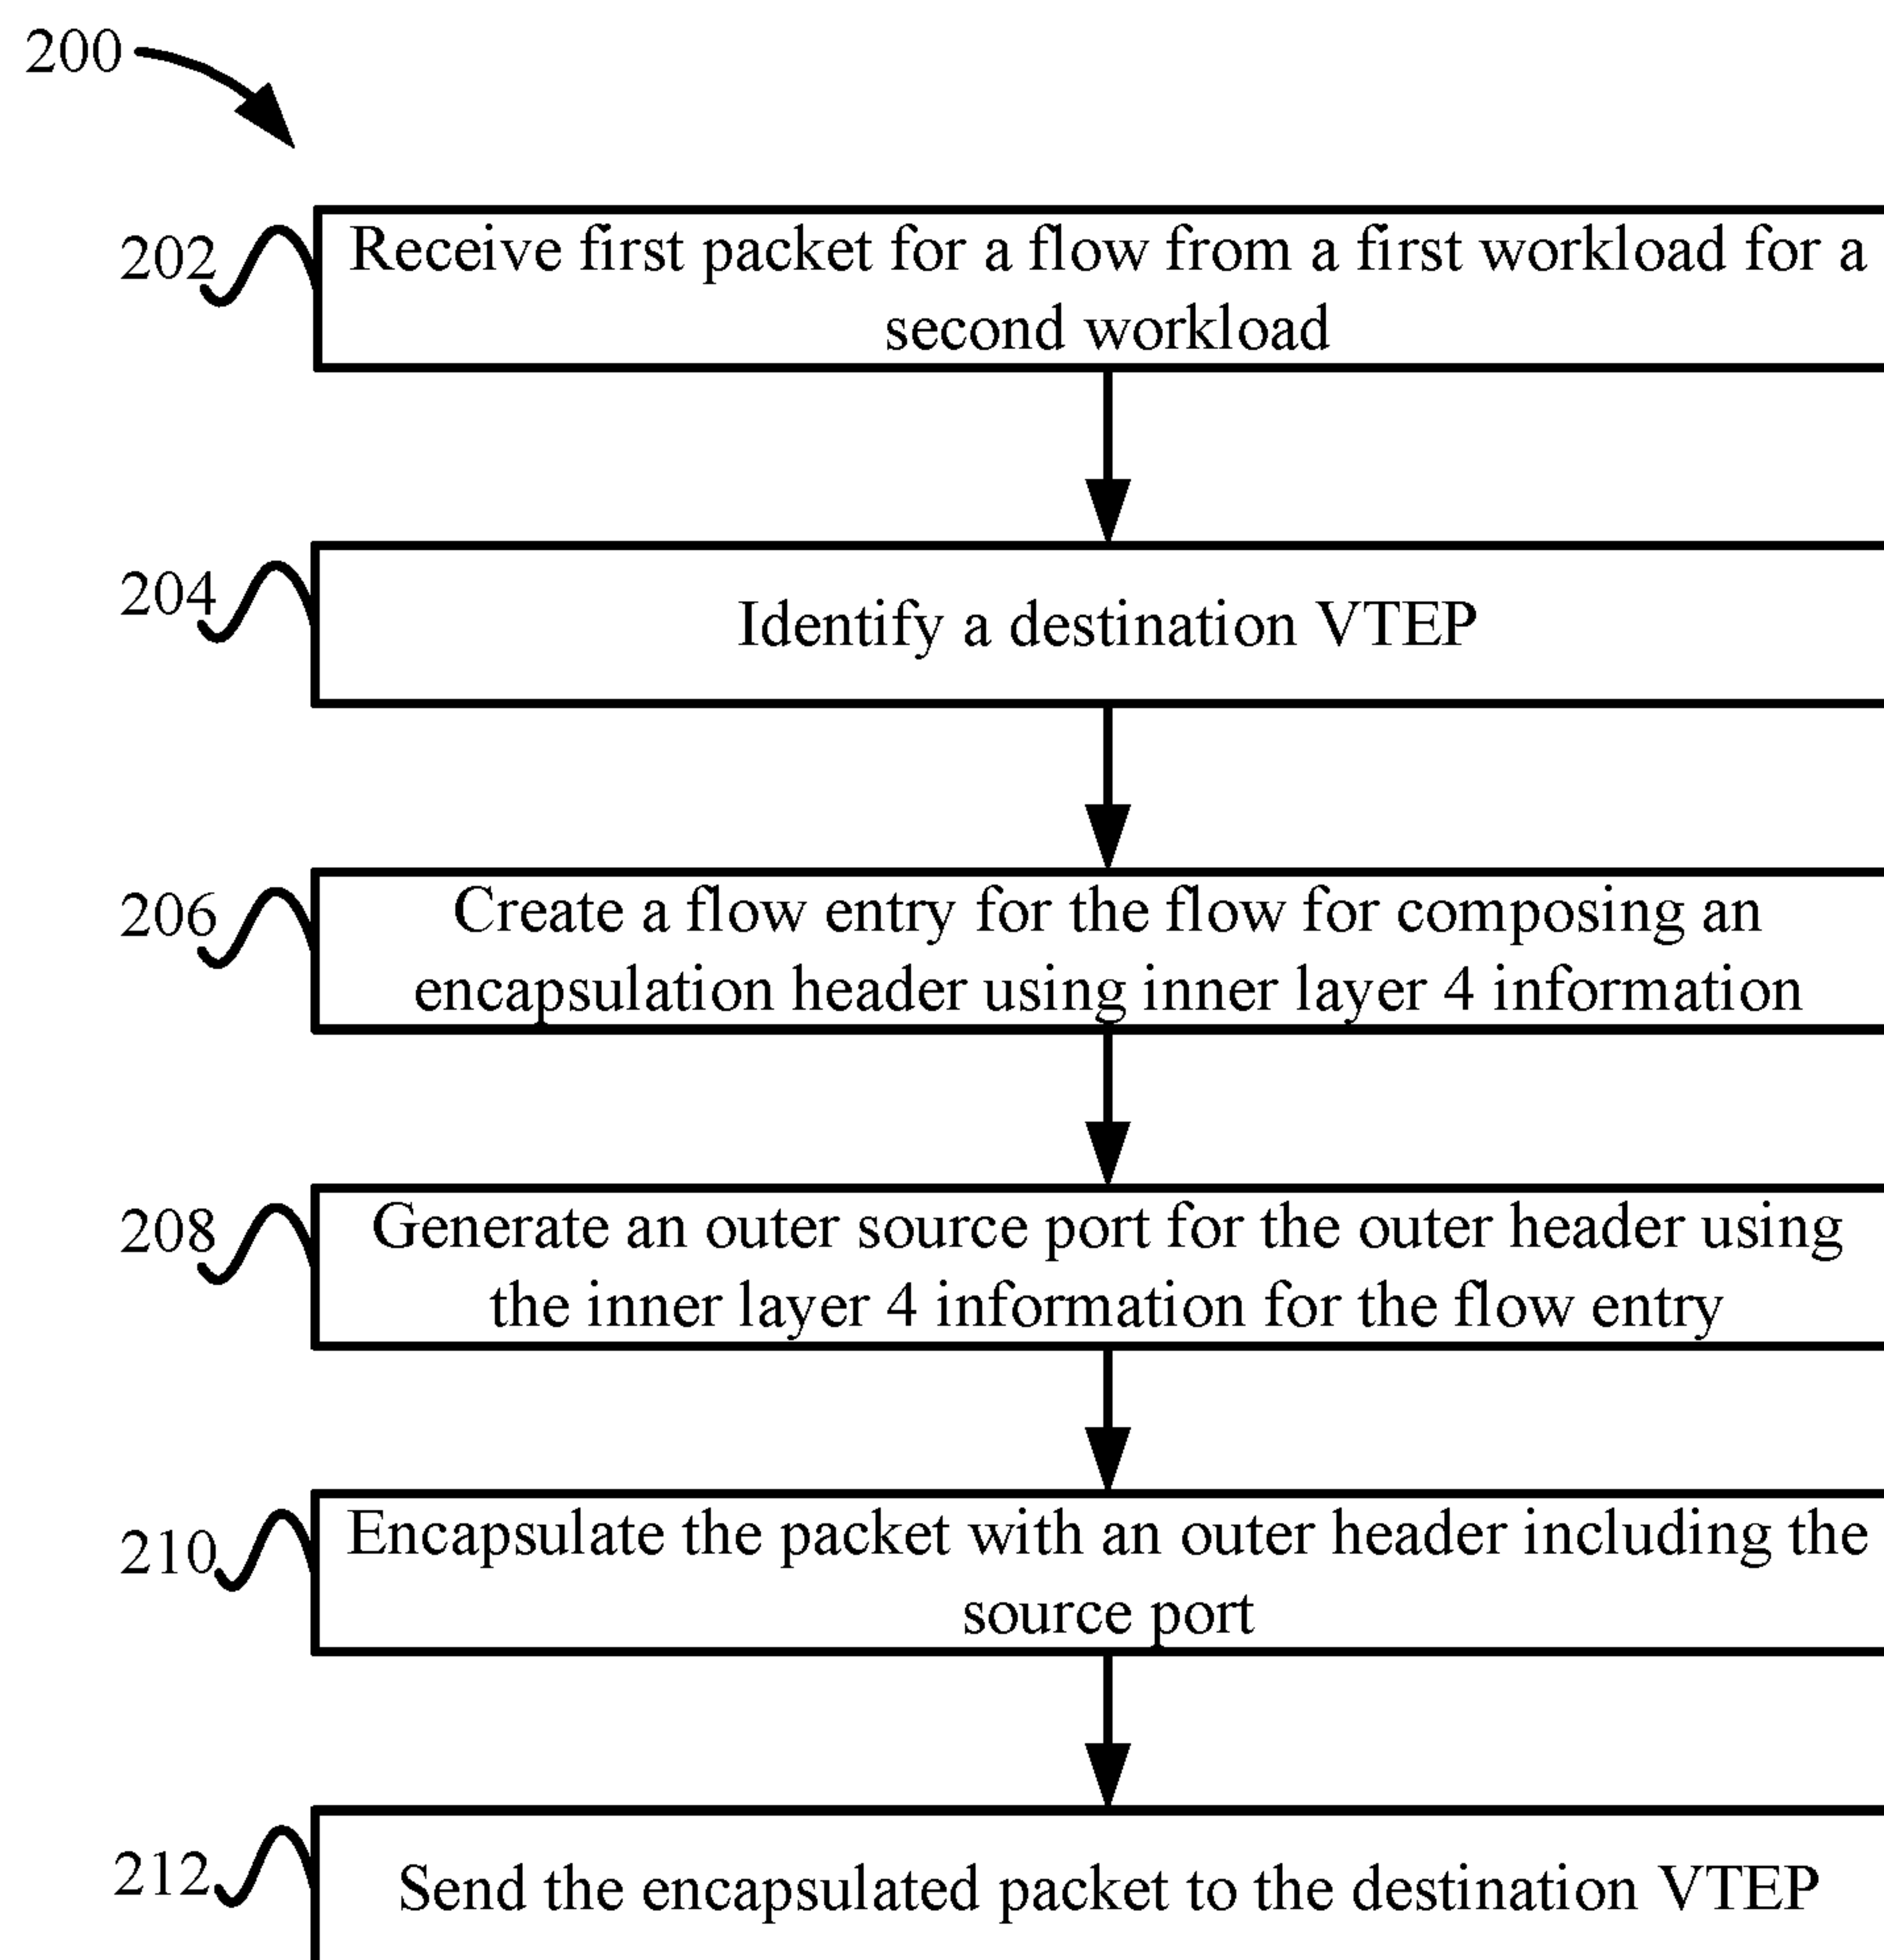 200
202
Receive first packet for a flow from a first workload for a
second workload
204
Identify a destination VTEP
206
Create a flow entry for the flow for composing an
encapsulation header using inner layer 4 information
208
Generate an outer source port for the outer header using
the inner layer 4 information for the flow entry
210
Encapsulate the packet with an outer header including the
source port
212
Send the encapsulated packet to the destination VTEP